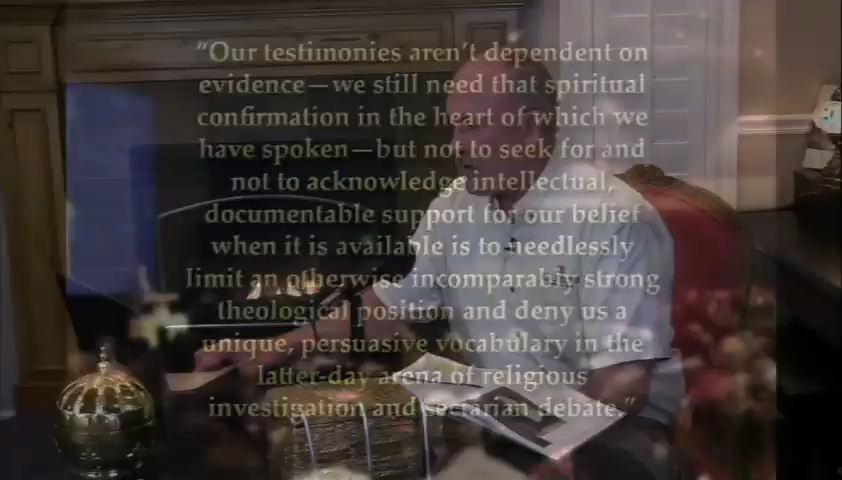 "Our testimonies aren't dependent on
evidence—we still need that spiritual
confirmation in the heart of which we
have spoken—but not to seek for and
not to acknowledge intellectual,
documentable support for our belief
when it is available is to needlessly
limit an otherwise incomparably strong
theological position and deny us a
unique, persuasive vocabulary in the
latter-day arena of religious
investigation and sectarian debate."